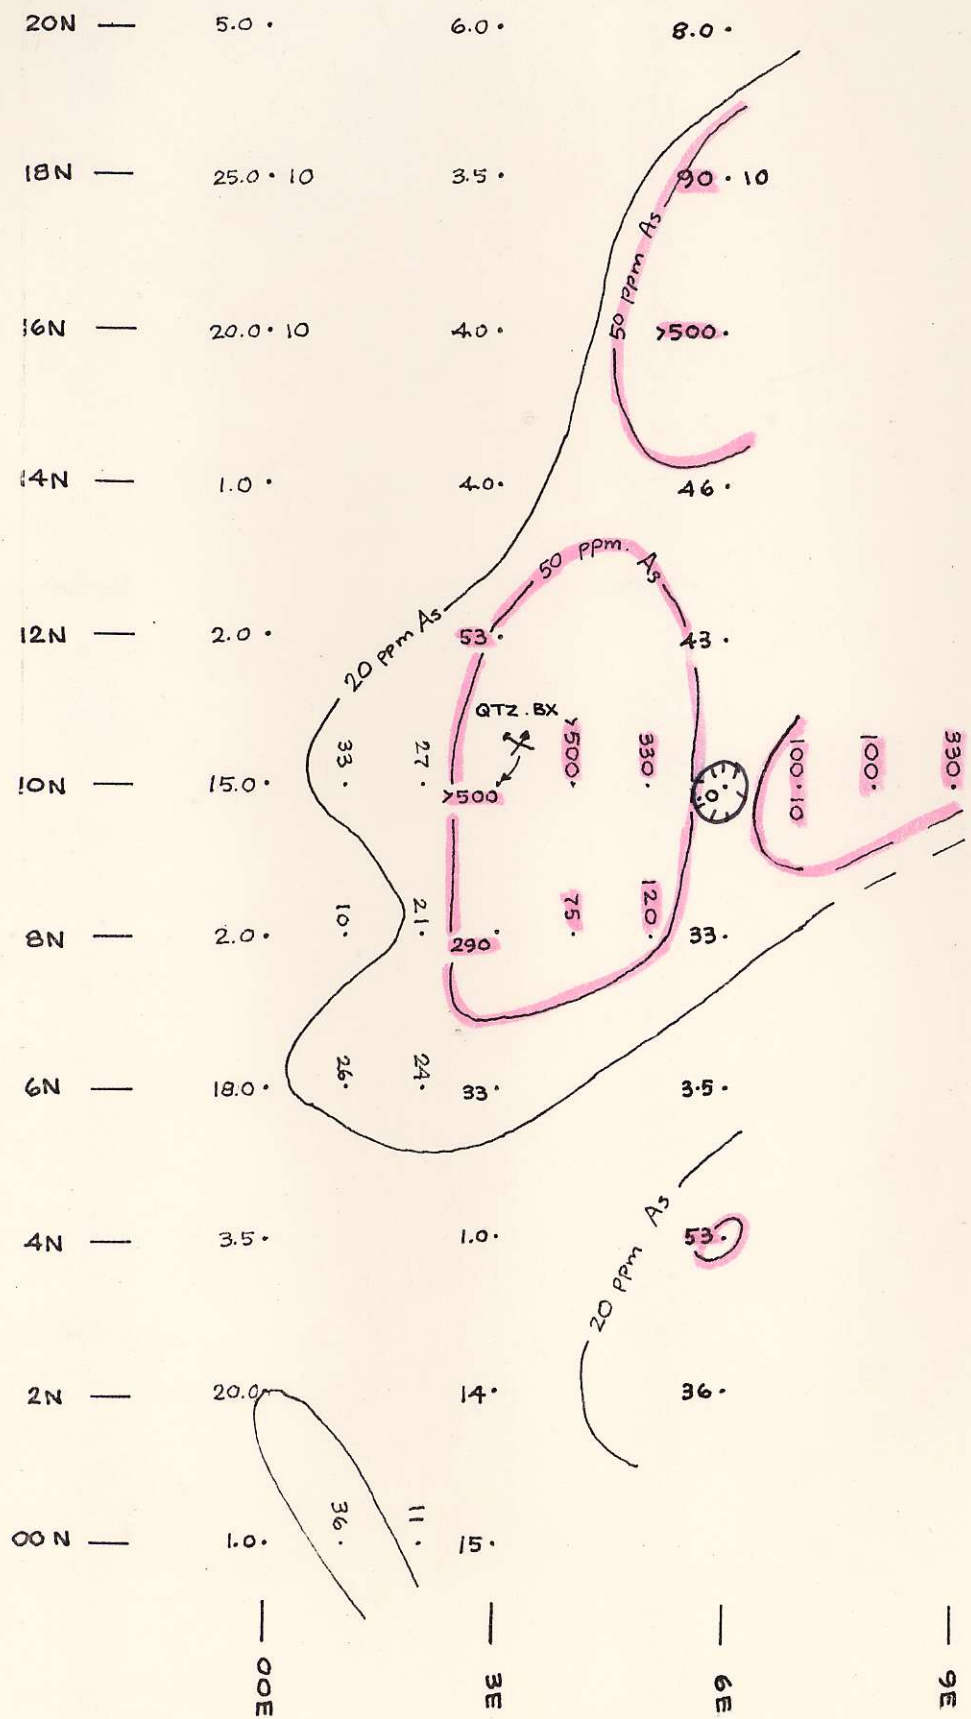 20N — 5.0 · 6.0 · 8.0 ·
18N — 25.0 · 10 3.5 · 90 · 10
50 ppm As
16N — 20.0 · 10 4.0 · >500 ·
14N — 1.0 · 4.0 · 46 ·
50 ppm. As
20 ppm As
12N — 2.0 · 53 · 43 ·
QTZ. BX
10N — 15.0 · 33 · 27 · >500 >500 · 330 · 0 · 100 · 10 100 · 330 ·
8N — 2.0 · 10 · 21 · 290 · 75 · 120 · 33 ·
6N — 18.0 · 26 · 24 · 33 · 3.5 ·
20 ppm As
4N — 3.5 · 1.0 · 53 ·
2N — 20.0 14 · 36 ·
00N — 1.0 · 36 · 11 · 15 ·
00E 3E 6E 9E